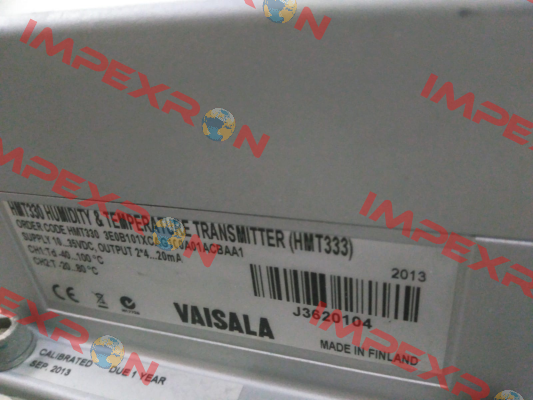 HMT330 HUMIDITY & TEMPERATURE TRANSMITTER (HMT333)
ORDER CODE: HMT330
SUPPLY 10...35VDC, OUTPUT 2*4...20mA
CH1:Td -40...100 °C
CH2:T -20...80 °C
2013
J3620104
CE
VAISALA
MADE IN FINLAND
CALIBRATED DUE 1 YEAR
SEP. 2013
IMPEXRON
IMPEXRON
IMPEXRON
IMPEXRON